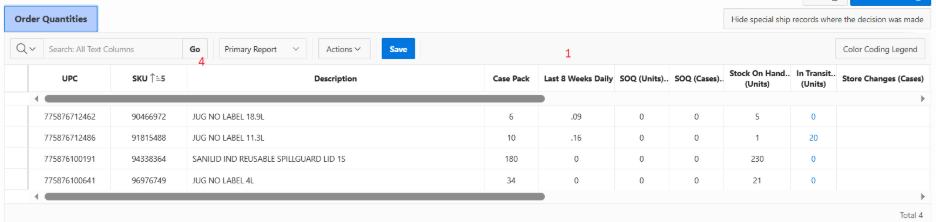 Order Quantities
Hide special ship records where the decision was made
Search: All Text Columns Go Primary Report Actions Save Color Coding Legend
4 1
UPC SKU 5 Description Case Pack Last 8 Weeks Daily SOQ (Units).. SOQ (Cases).. Stock On Hand.. (Units) In Transit.. (Units) Store Changes (Cases)
775876712462 90466972 JUG NO LABEL 18.9L 6 .09 0 0 5 0
775876712486 91815488 JUG NO LABEL 11.3L 10 .16 0 0 1 20
775876100191 94338364 SANILID IND REUSABLE SPILLGUARD LID 1S 180 0 0 0 230 0
775876100641 96976749 JUG NO LABEL 4L 34 0 0 0 21 0
Total 4